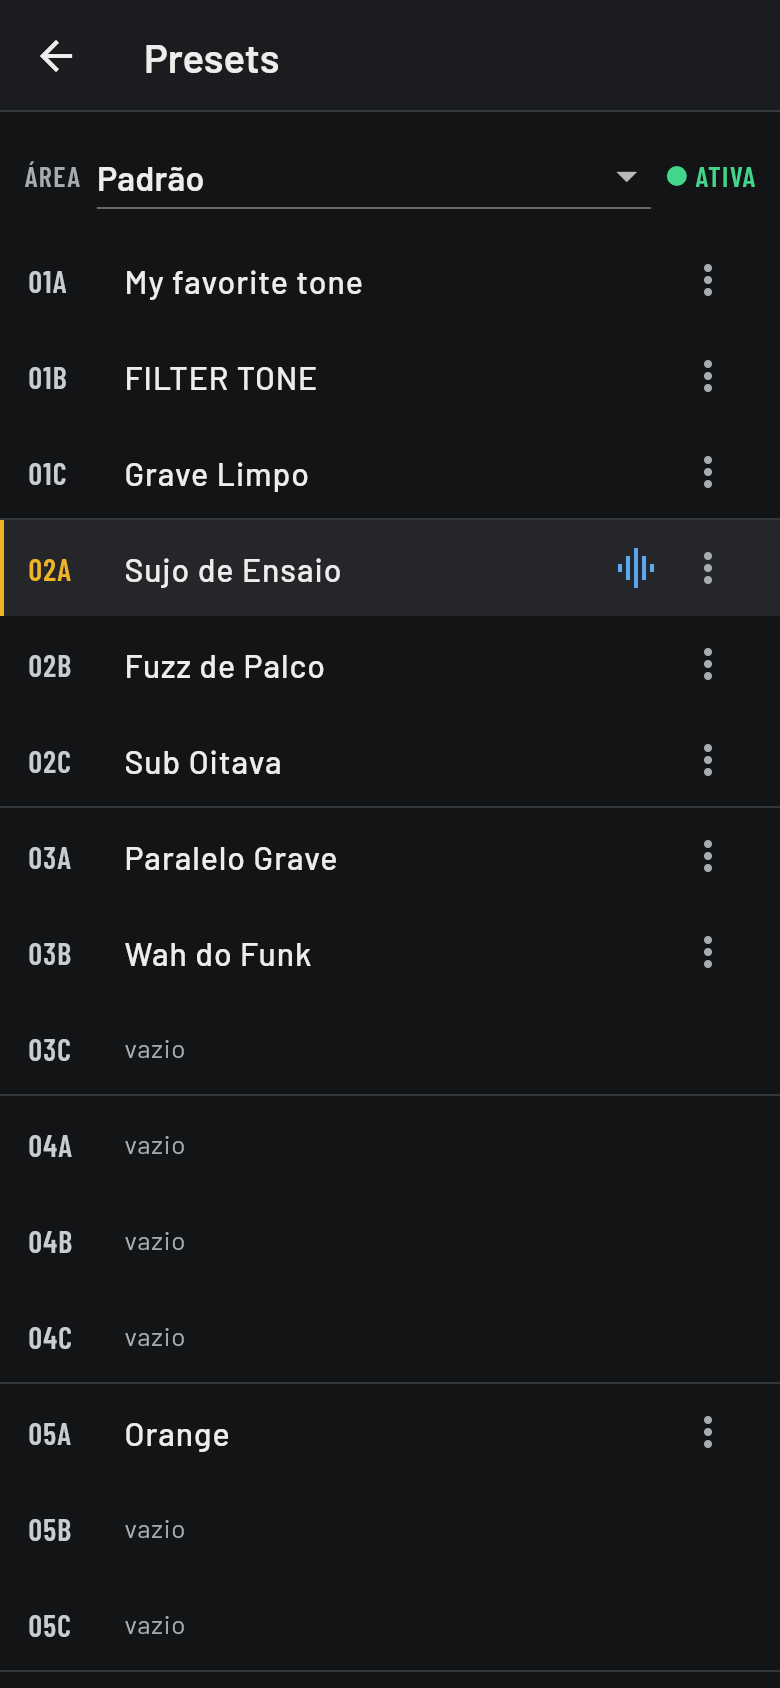 Presets
ÁREA Padrão ATIVA
01A My favorite tone
01B FILTER TONE
01C Grave Limpo
02A Sujo de Ensaio
02B Fuzz de Palco
02C Sub Oitava
03A Paralelo Grave
03B Wah do Funk
03C vazio
04A vazio
04B vazio
04C vazio
05A Orange
05B vazio
05C vazio